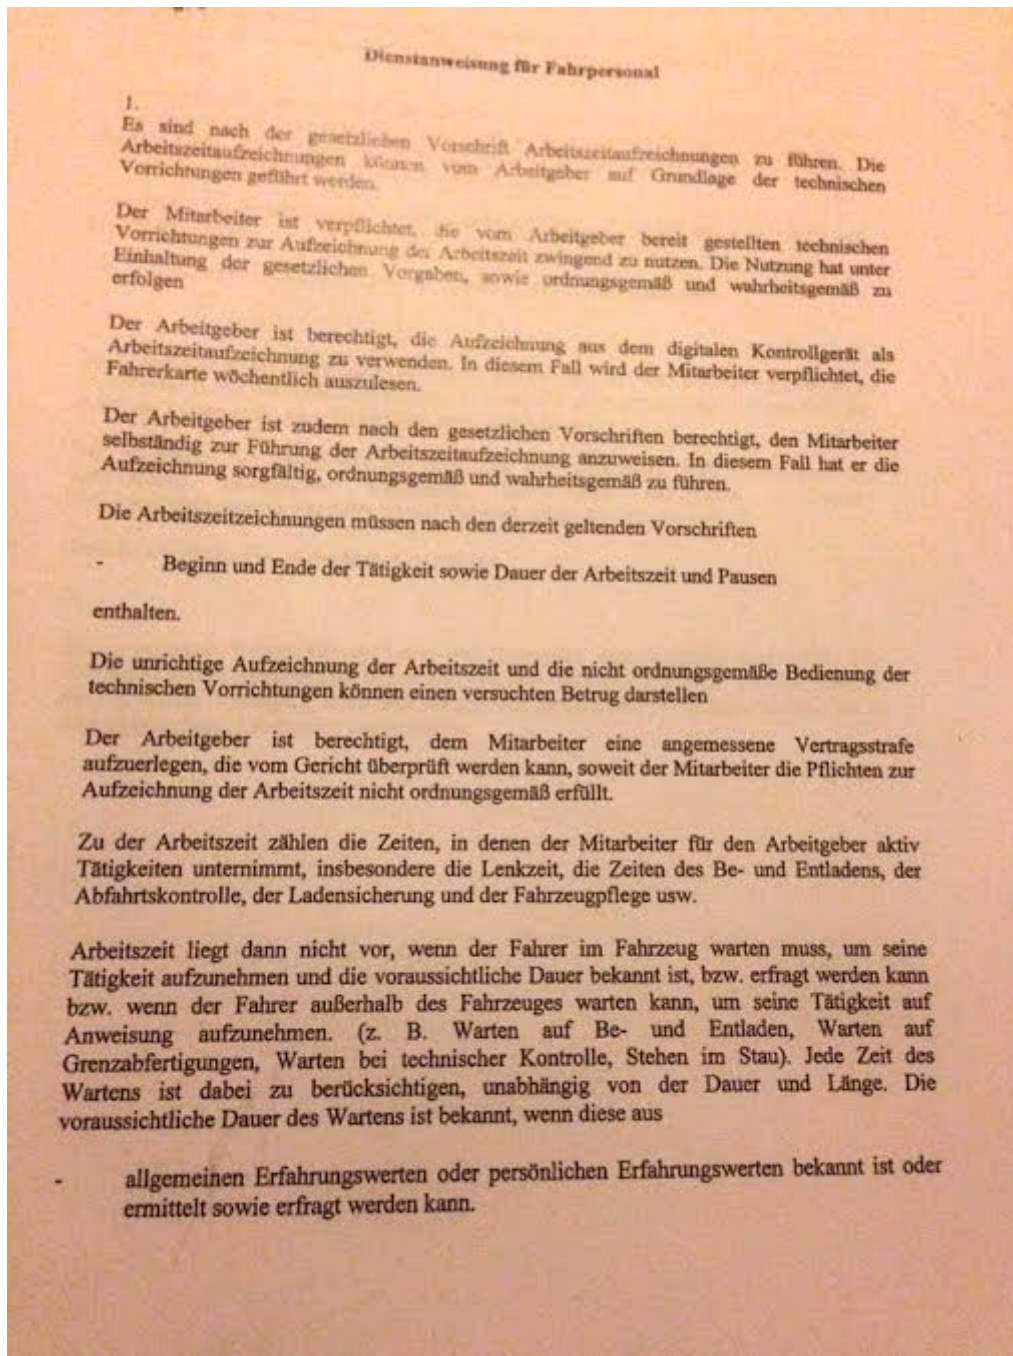 Dienstanweisung für Fahrpersonal
1.
Es sind nach der gesetzlichen Vorschrift Arbeitszeitaufzeichnungen zu führen. Die
Arbeitszeitaufzeichnungen können vom Arbeitgeber auf Grundlage der technischen
Vorrichtungen geführt werden.
Der Mitarbeiter ist verpflichtet, die vom Arbeitgeber bereit gestellten technischen
Vorrichtungen zur Aufzeichnung der Arbeitszeit zwingend zu nutzen. Die Nutzung hat unter
Einhaltung der gesetzlichen Vorgaben, sowie ordnungsgemäß und wahrheitsgemäß zu
erfolgen
Der Arbeitgeber ist berechtigt, die Aufzeichnung aus dem digitalen Kontrollgerät als
Arbeitszeitaufzeichnung zu verwenden. In diesem Fall wird der Mitarbeiter verpflichtet, die
Fahrerkarte wöchentlich auszulesen.
Der Arbeitgeber ist zudem nach den gesetzlichen Vorschriften berechtigt, den Mitarbeiter
selbständig zur Führung der Arbeitszeitaufzeichnung anzuweisen. In diesem Fall hat er die
Aufzeichnung sorgfältig, ordnungsgemäß und wahrheitsgemäß zu führen.
Die Arbeitszeitzeichnungen müssen nach den derzeit geltenden Vorschriften
- Beginn und Ende der Tätigkeit sowie Dauer der Arbeitszeit und Pausen
enthalten.
Die unrichtige Aufzeichnung der Arbeitszeit und die nicht ordnungsgemäße Bedienung der
technischen Vorrichtungen können einen versuchten Betrug darstellen
Der Arbeitgeber ist berechtigt, dem Mitarbeiter eine angemessene Vertragsstrafe
aufzuerlegen, die vom Gericht überprüft werden kann, soweit der Mitarbeiter die Pflichten zur
Aufzeichnung der Arbeitszeit nicht ordnungsgemäß erfüllt.
Zu der Arbeitszeit zählen die Zeiten, in denen der Mitarbeiter für den Arbeitgeber aktiv
Tätigkeiten unternimmt, insbesondere die Lenkzeit, die Zeiten des Be- und Entladens, der
Abfahrtskontrolle, der Ladensicherung und der Fahrzeugpflege usw.
Arbeitszeit liegt dann nicht vor, wenn der Fahrer im Fahrzeug warten muss, um seine
Tätigkeit aufzunehmen und die voraussichtliche Dauer bekannt ist, bzw. erfragt werden kann
bzw. wenn der Fahrer außerhalb des Fahrzeuges warten kann, um seine Tätigkeit auf
Anweisung aufzunehmen. (z. B. Warten auf Be- und Entladen, Warten auf
Grenzabfertigungen, Warten bei technischer Kontrolle, Stehen im Stau). Jede Zeit des
Wartens ist dabei zu berücksichtigen, unabhängig von der Dauer und Länge. Die
voraussichtliche Dauer des Wartens ist bekannt, wenn diese aus
- allgemeinen Erfahrungswerten oder persönlichen Erfahrungswerten bekannt ist oder
ermittelt sowie erfragt werden kann.